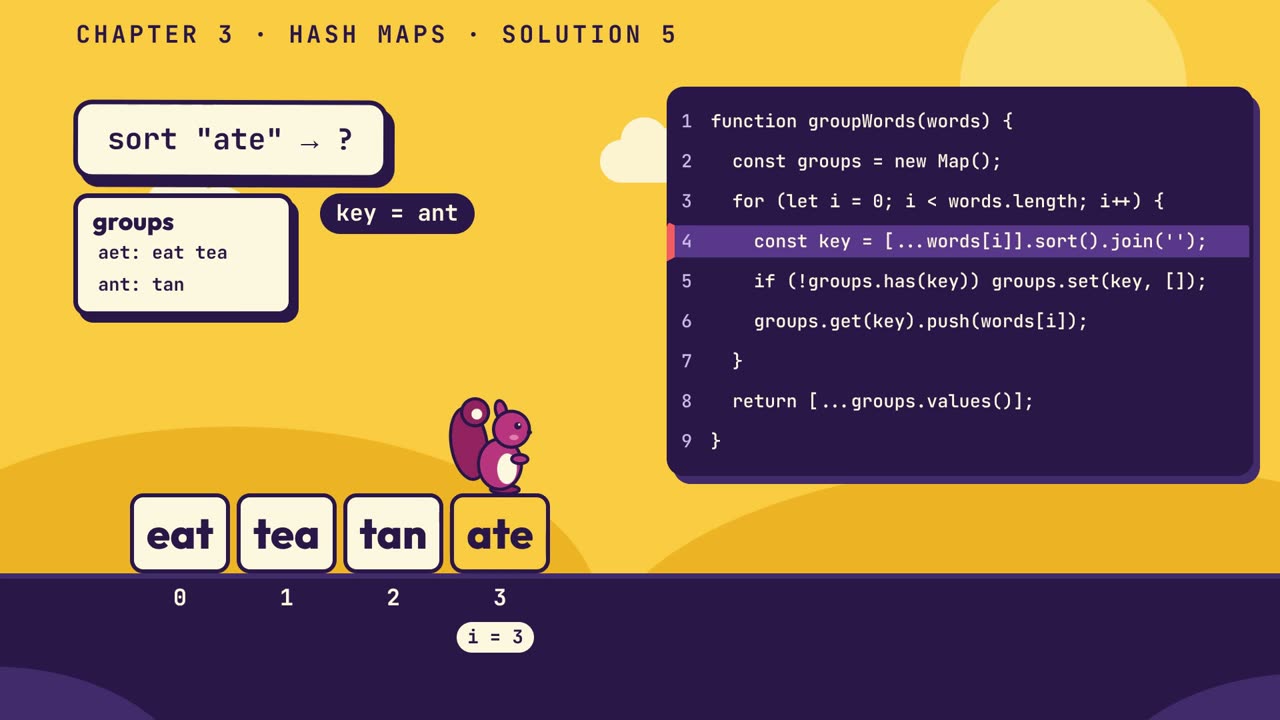 CHAPTER 3 · HASH MAPS · SOLUTION 5
sort "ate" → ?
groups
aet: eat tea
ant: tan
key = ant
1 function groupWords(words) {
2   const groups = new Map();
3   for (let i = 0; i < words.length; i++) {
4     const key = [...words[i]].sort().join('');
5     if (!groups.has(key)) groups.set(key, []);
6     groups.get(key).push(words[i]);
7   }
8   return [...groups.values()];
9 }
eat tea tan ate
0 1 2 3
i = 3